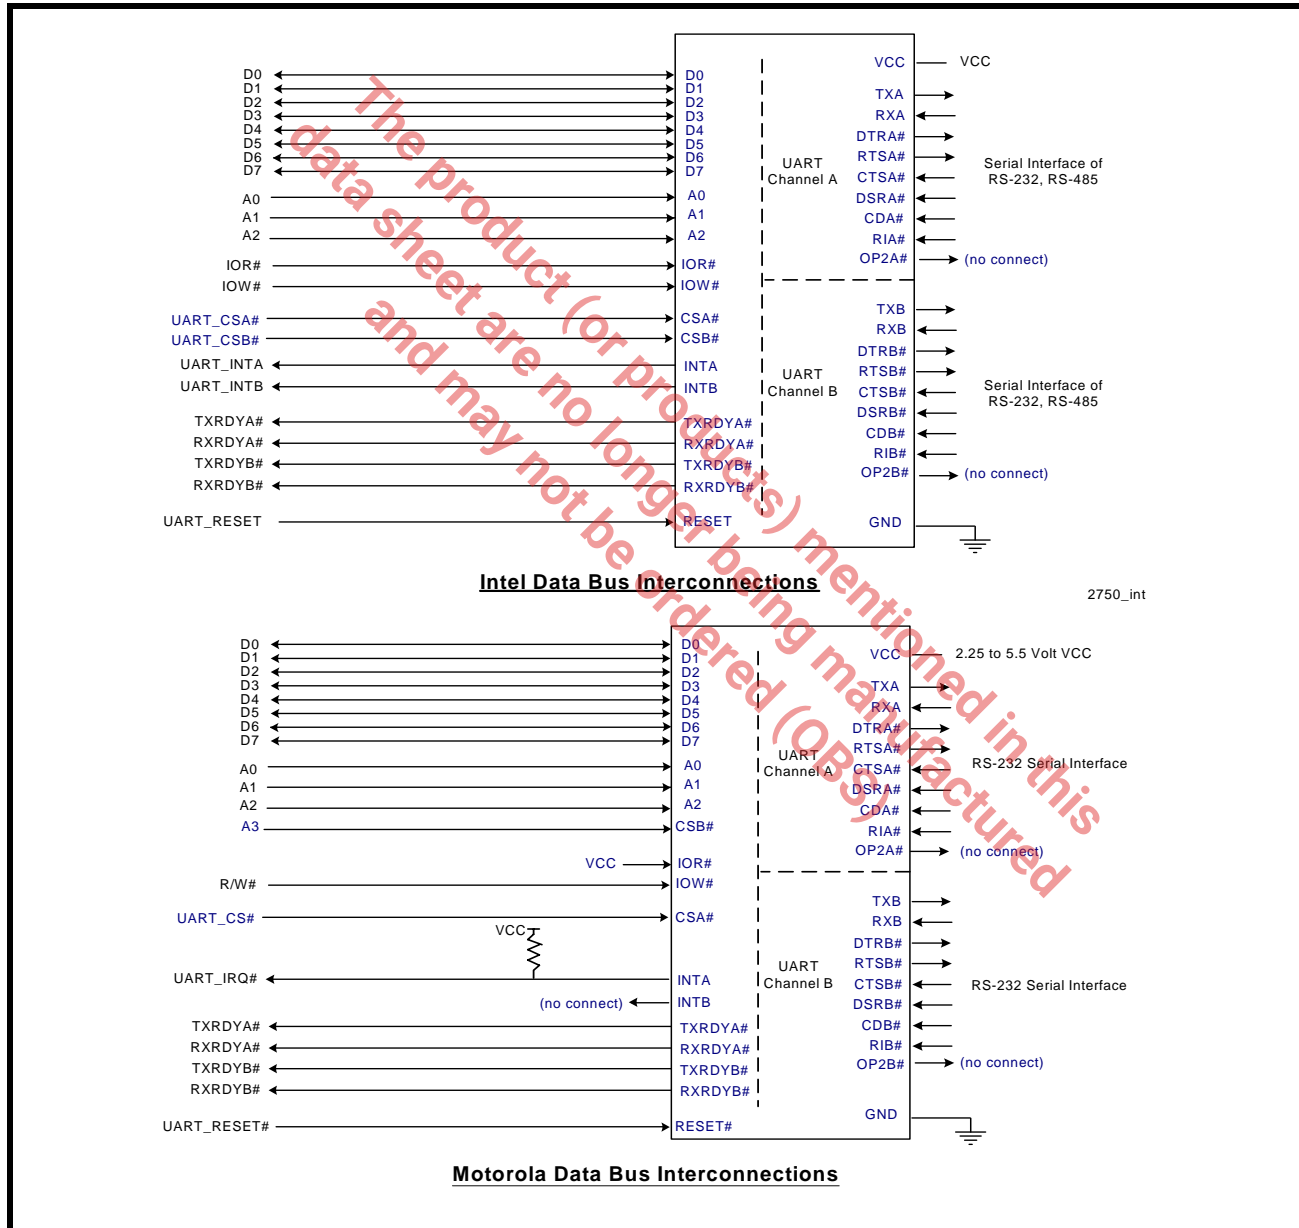 D0
D1
D2
D3
D4
D5
D6
D7
A0
A1
A2
IOR#
IOW#
UART_CSA#
UART_CSB#
UART_INTA
UART_INTB
TXRDYA#
RXRDYA#
TXRDYB#
RXRDYB#
UART_RESET
D0
D1
D2
D3
D4
D5
D6
D7
A0
A1
A2
IOR#
IOW#
CSA#
CSB#
INTA
INTB
TXRDYA#
RXRDYA#
TXRDYB#
RXRDYB#
RESET
UART
Channel A
UART
Channel B
VCC
TXA
RXA
DTRA#
RTSA#
CTSA#
DSRA#
CDA#
RIA#
OP2A#
TXB
RXB
DTRB#
RTSB#
CTSB#
DSRB#
CDB#
RIB#
OP2B#
GND
VCC
Serial Interface of
RS-232, RS-485
(no connect)
Serial Interface of
RS-232, RS-485
(no connect)
Intel Data Bus Interconnections
2750_int
D0
D1
D2
D3
D4
D5
D6
D7
A0
A1
A2
A3
R/W#
UART_CS#
UART_IRQ#
TXRDYA#
RXRDYA#
TXRDYB#
RXRDYB#
UART_RESET#
VCC
VCC
(no connect)
D0
D1
D2
D3
D4
D5
D6
D7
A0
A1
A2
CSB#
IOR#
IOW#
CSA#
INTA
INTB
TXRDYA#
RXRDYA#
TXRDYB#
RXRDYB#
RESET#
UART
Channel A
UART
Channel B
VCC
TXA
RXA
DTRA#
RTSA#
CTSA#
DSRA#
CDA#
RIA#
OP2A#
TXB
RXB
DTRB#
RTSB#
CTSB#
DSRB#
CDB#
RIB#
OP2B#
GND
2.25 to 5.5 Volt VCC
RS-232 Serial Interface
(no connect)
RS-232 Serial Interface
(no connect)
Motorola Data Bus Interconnections
The product (or products) mentioned in this
data sheet are no longer being manufactured
and may not be ordered (OBS)